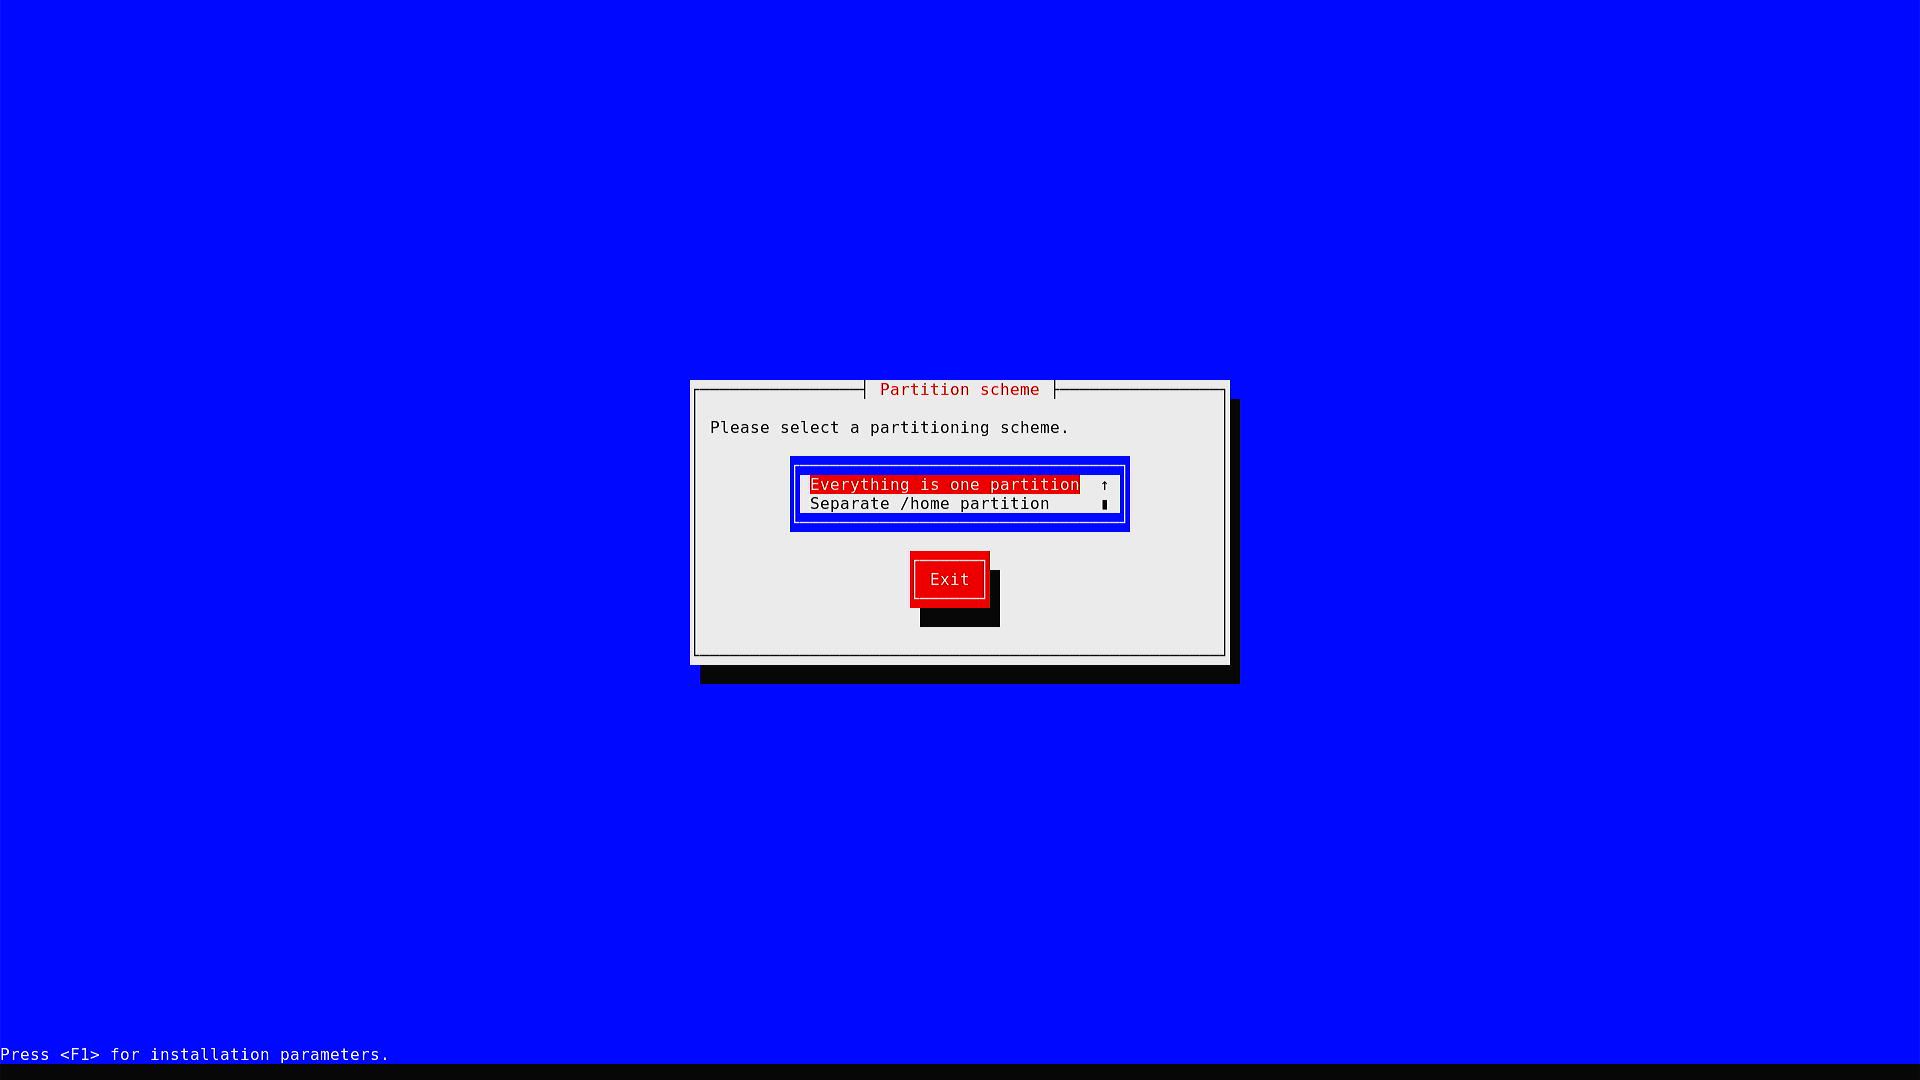 Partition scheme
Please select a partitioning scheme.
Everything is one partition ↑
Separate /home partition
Exit
Press <F1> for installation parameters.